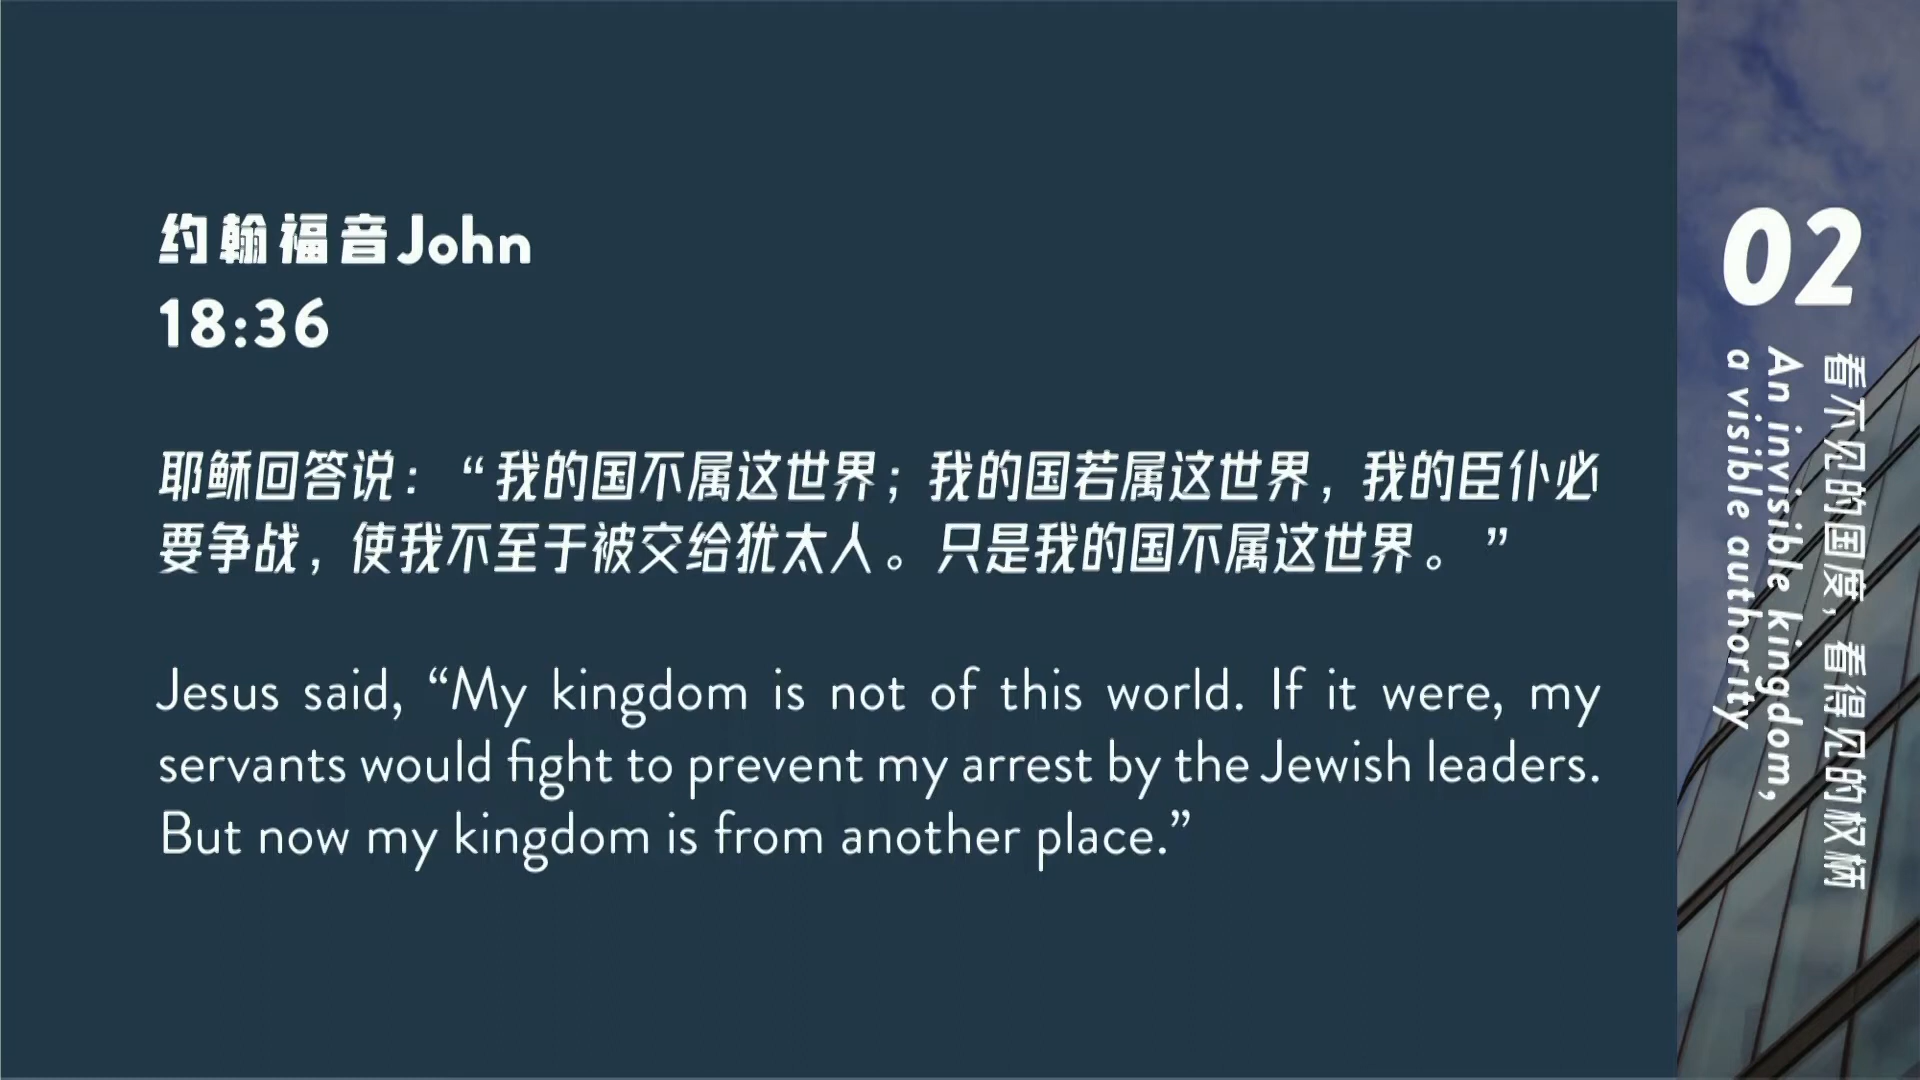 约翰福音John
18:36
耶稣回答说：“我的国不属这世界；我的国若属这世界，我的臣仆必
要争战，使我不至于被交给犹太人。只是我的国不属这世界。”
Jesus said, “My kingdom is not of this world. If it were, my
servants would fight to prevent my arrest by the Jewish leaders.
But now my kingdom is from another place.”
02
看不见的国度，看得见的权柄
An invisible kingdom,
a visible authority